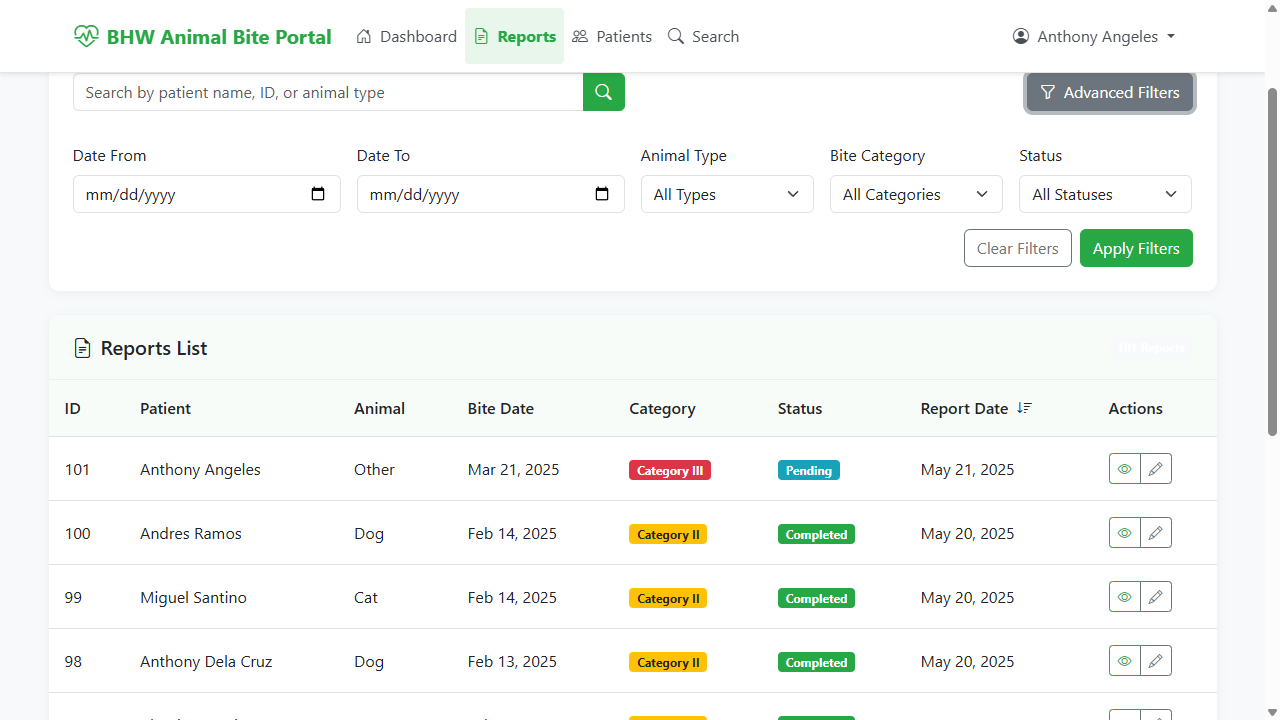 BHW Animal Bite Portal Dashboard Reports Patients Search Anthony Angeles
Search by patient name, ID, or animal type Advanced Filters
Date From Date To Animal Type Bite Category Status
mm/dd/yyyy mm/dd/yyyy All Types All Categories All Statuses
Clear Filters Apply Filters
Reports List
ID Patient Animal Bite Date Category Status Report Date Actions
101 Anthony Angeles Other Mar 21, 2025 Category III Pending May 21, 2025
100 Andres Ramos Dog Feb 14, 2025 Category II Completed May 20, 2025
99 Miguel Santino Cat Feb 14, 2025 Category II Completed May 20, 2025
98 Anthony Dela Cruz Dog Feb 13, 2025 Category II Completed May 20, 2025